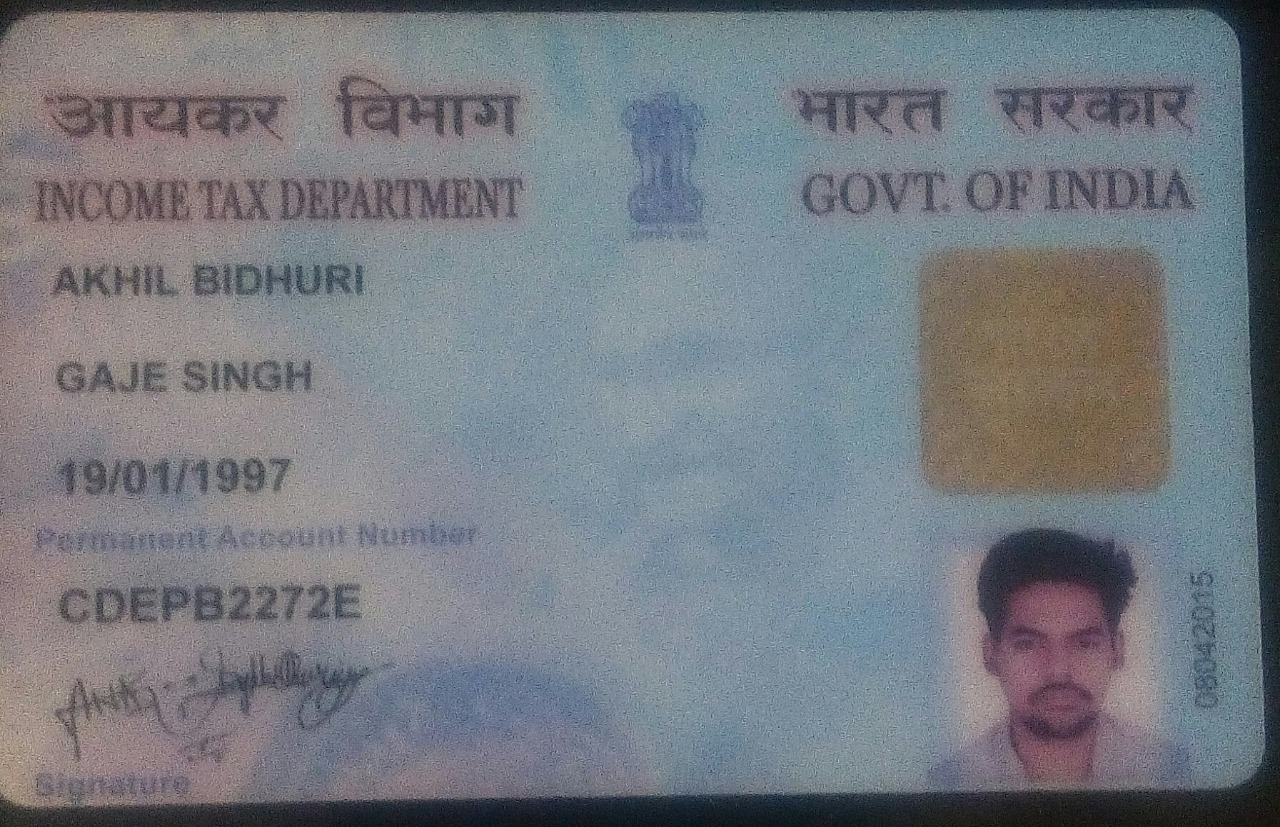 आयकर विभाग
भारत सरकार
INCOME TAX DEPARTMENT
GOVT. OF INDIA
AKHIL BIDHURI
GAJE SINGH
19/01/1997
Permanent Account Number
CDEPB2272E
Signature
08042015